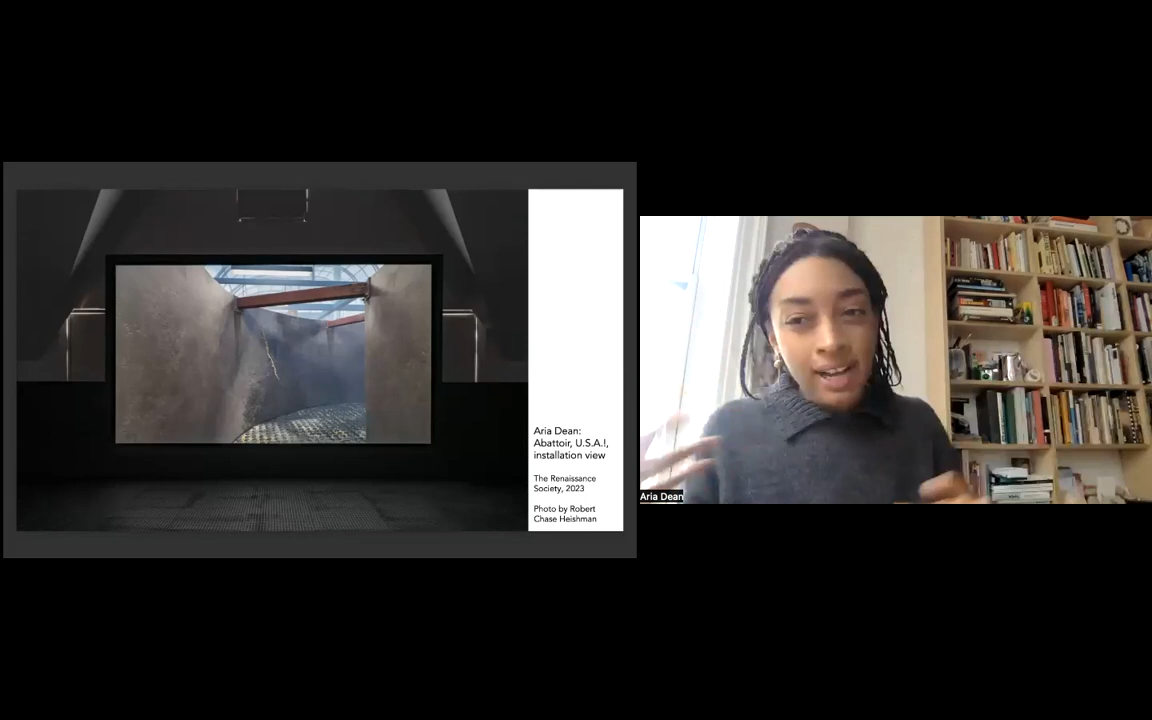 Aria Dean:
Abattoir, U.S.A.!,
installation view
The Renaissance
Society, 2023
Photo by Robert
Chase Heishman
Aria Dean